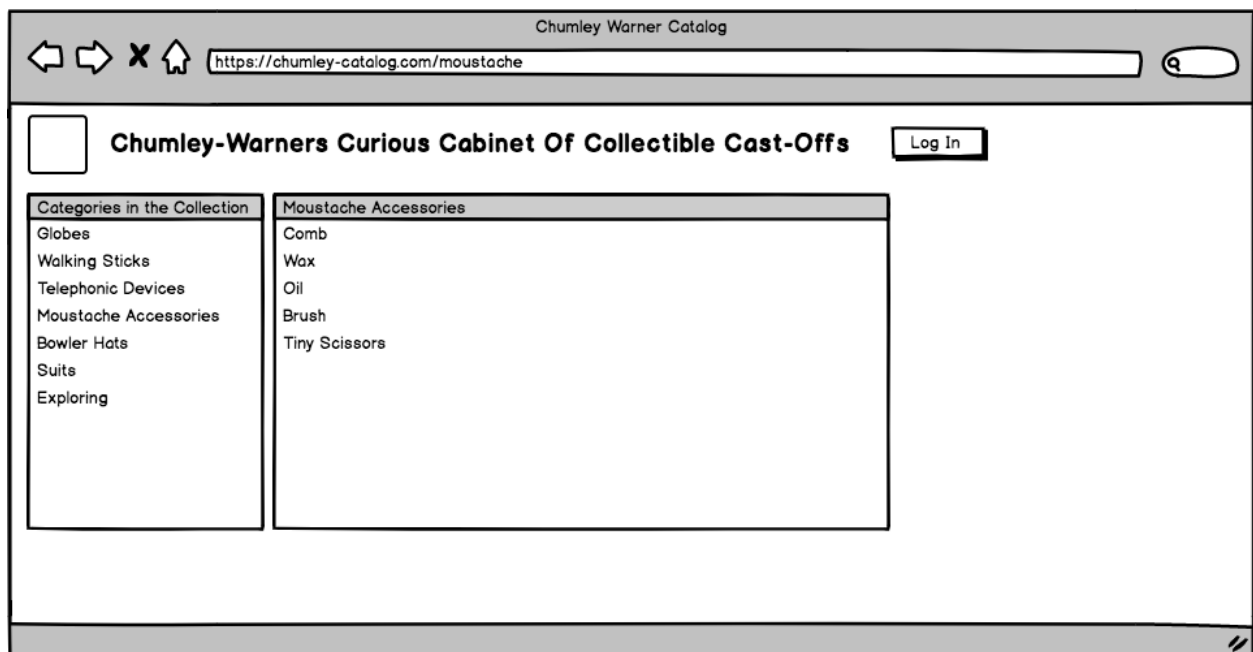 Chumley Warner Catalog
https://chumley-catalog.com/moustache
Chumley-Warners Curious Cabinet Of Collectible Cast-Offs
Log In
Categories in the Collection
Globes
Walking Sticks
Telephonic Devices
Moustache Accessories
Bowler Hats
Suits
Exploring
Moustache Accessories
Comb
Wax
Oil
Brush
Tiny Scissors